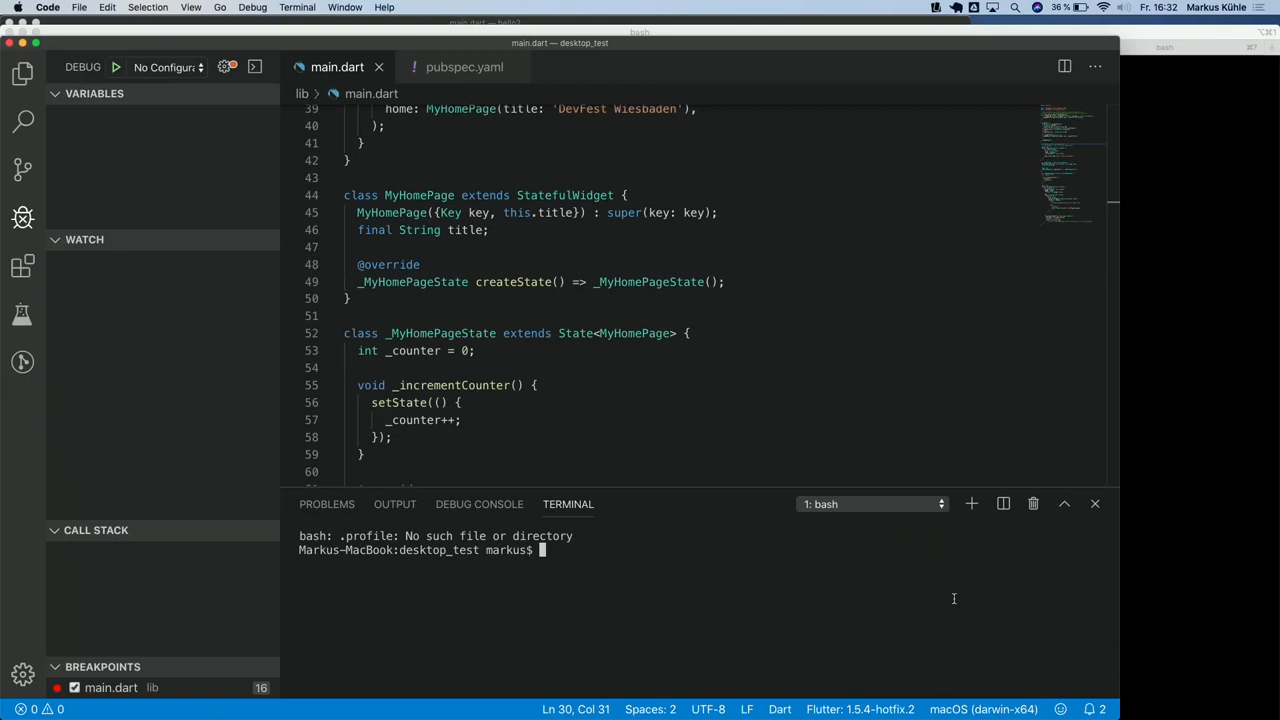 Code File Edit Selection View Go Debug Terminal Window Help 36 % Fr. 16:32 Markus Kühle
main.dart — hello2
bash ⌥⌘1
main.dart — desktop_test
bash ⌘7
DEBUG No Configura main.dart pubspec.yaml
VARIABLES lib > main.dart
39 home: MyHomePage(title: 'DevFest Wiesbaden'),
40 );
41 }
42 }
43
44 class MyHomePage extends StatefulWidget {
45 MyHomePage({Key key, this.title}) : super(key: key);
46 final String title;
WATCH
47
48 @override
49 _MyHomePageState createState() => _MyHomePageState();
50 }
51
52 class _MyHomePageState extends State<MyHomePage> {
53 int _counter = 0;
54
55 void _incrementCounter() {
56 setState(() {
57 _counter++;
58 });
59 }
60
PROBLEMS OUTPUT DEBUG CONSOLE TERMINAL 1: bash
CALL STACK
bash: .profile: No such file or directory
Markus-MacBook:desktop_test markus$
BREAKPOINTS
main.dart lib 16
0 0 Ln 30, Col 31 Spaces: 2 UTF-8 LF Dart Flutter: 1.5.4-hotfix.2 macOS (darwin-x64) 2